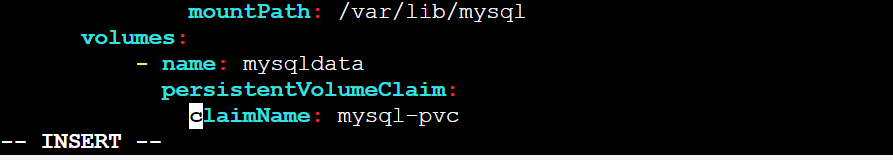 mountPath: /var/lib/mysql
volumes:
- name: mysqldata
persistentVolumeClaim:
claimName: mysql-pvc
-- INSERT --